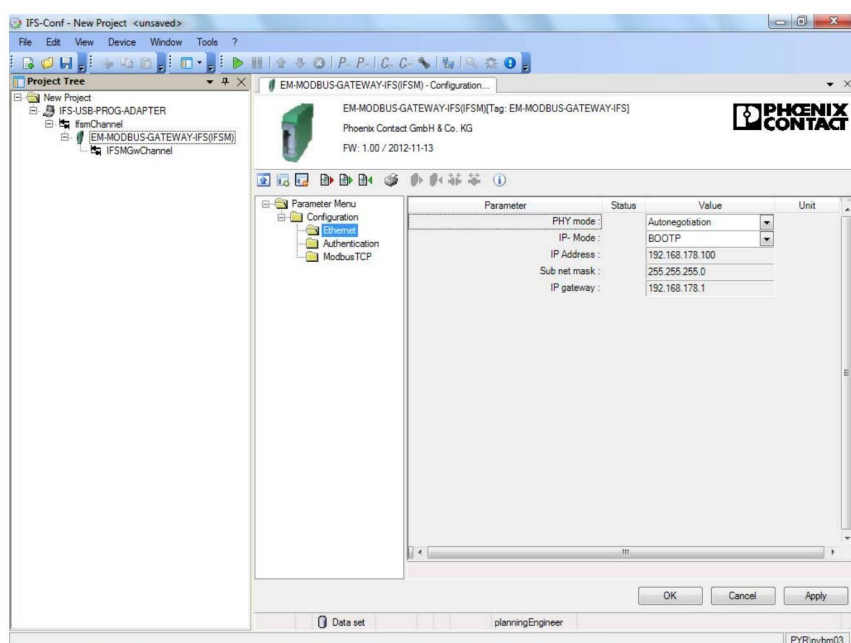 IFS-Conf - New Project <unsaved>
File Edit View Device Window Tools ?
Project Tree
New Project
IFS-USB-PROG-ADAPTER
IfsmChannel
EM-MODBUS-GATEWAY-IFS(IFSM)
IFSMGwChannel
EM-MODBUS-GATEWAY-IFS(IFSM) - Configuration...
EM-MODBUS-GATEWAY-IFS(IFSM)[Tag: EM-MODBUS-GATEWAY-IFS]
Phoenix Contact GmbH & Co. KG
FW: 1.00 / 2012-11-13
PHŒNIX
CONTACT
Parameter Menu
Configuration
Ethernet
Authentication
ModbusTCP
Parameter Status Value Unit
PHY mode : Autonegotiation
IP- Mode : BOOTP
IP Address : 192.168.178.100
Sub net mask : 255.255.255.0
IP gateway : 192.168.178.1
OK Cancel Apply
Data set planningEngineer